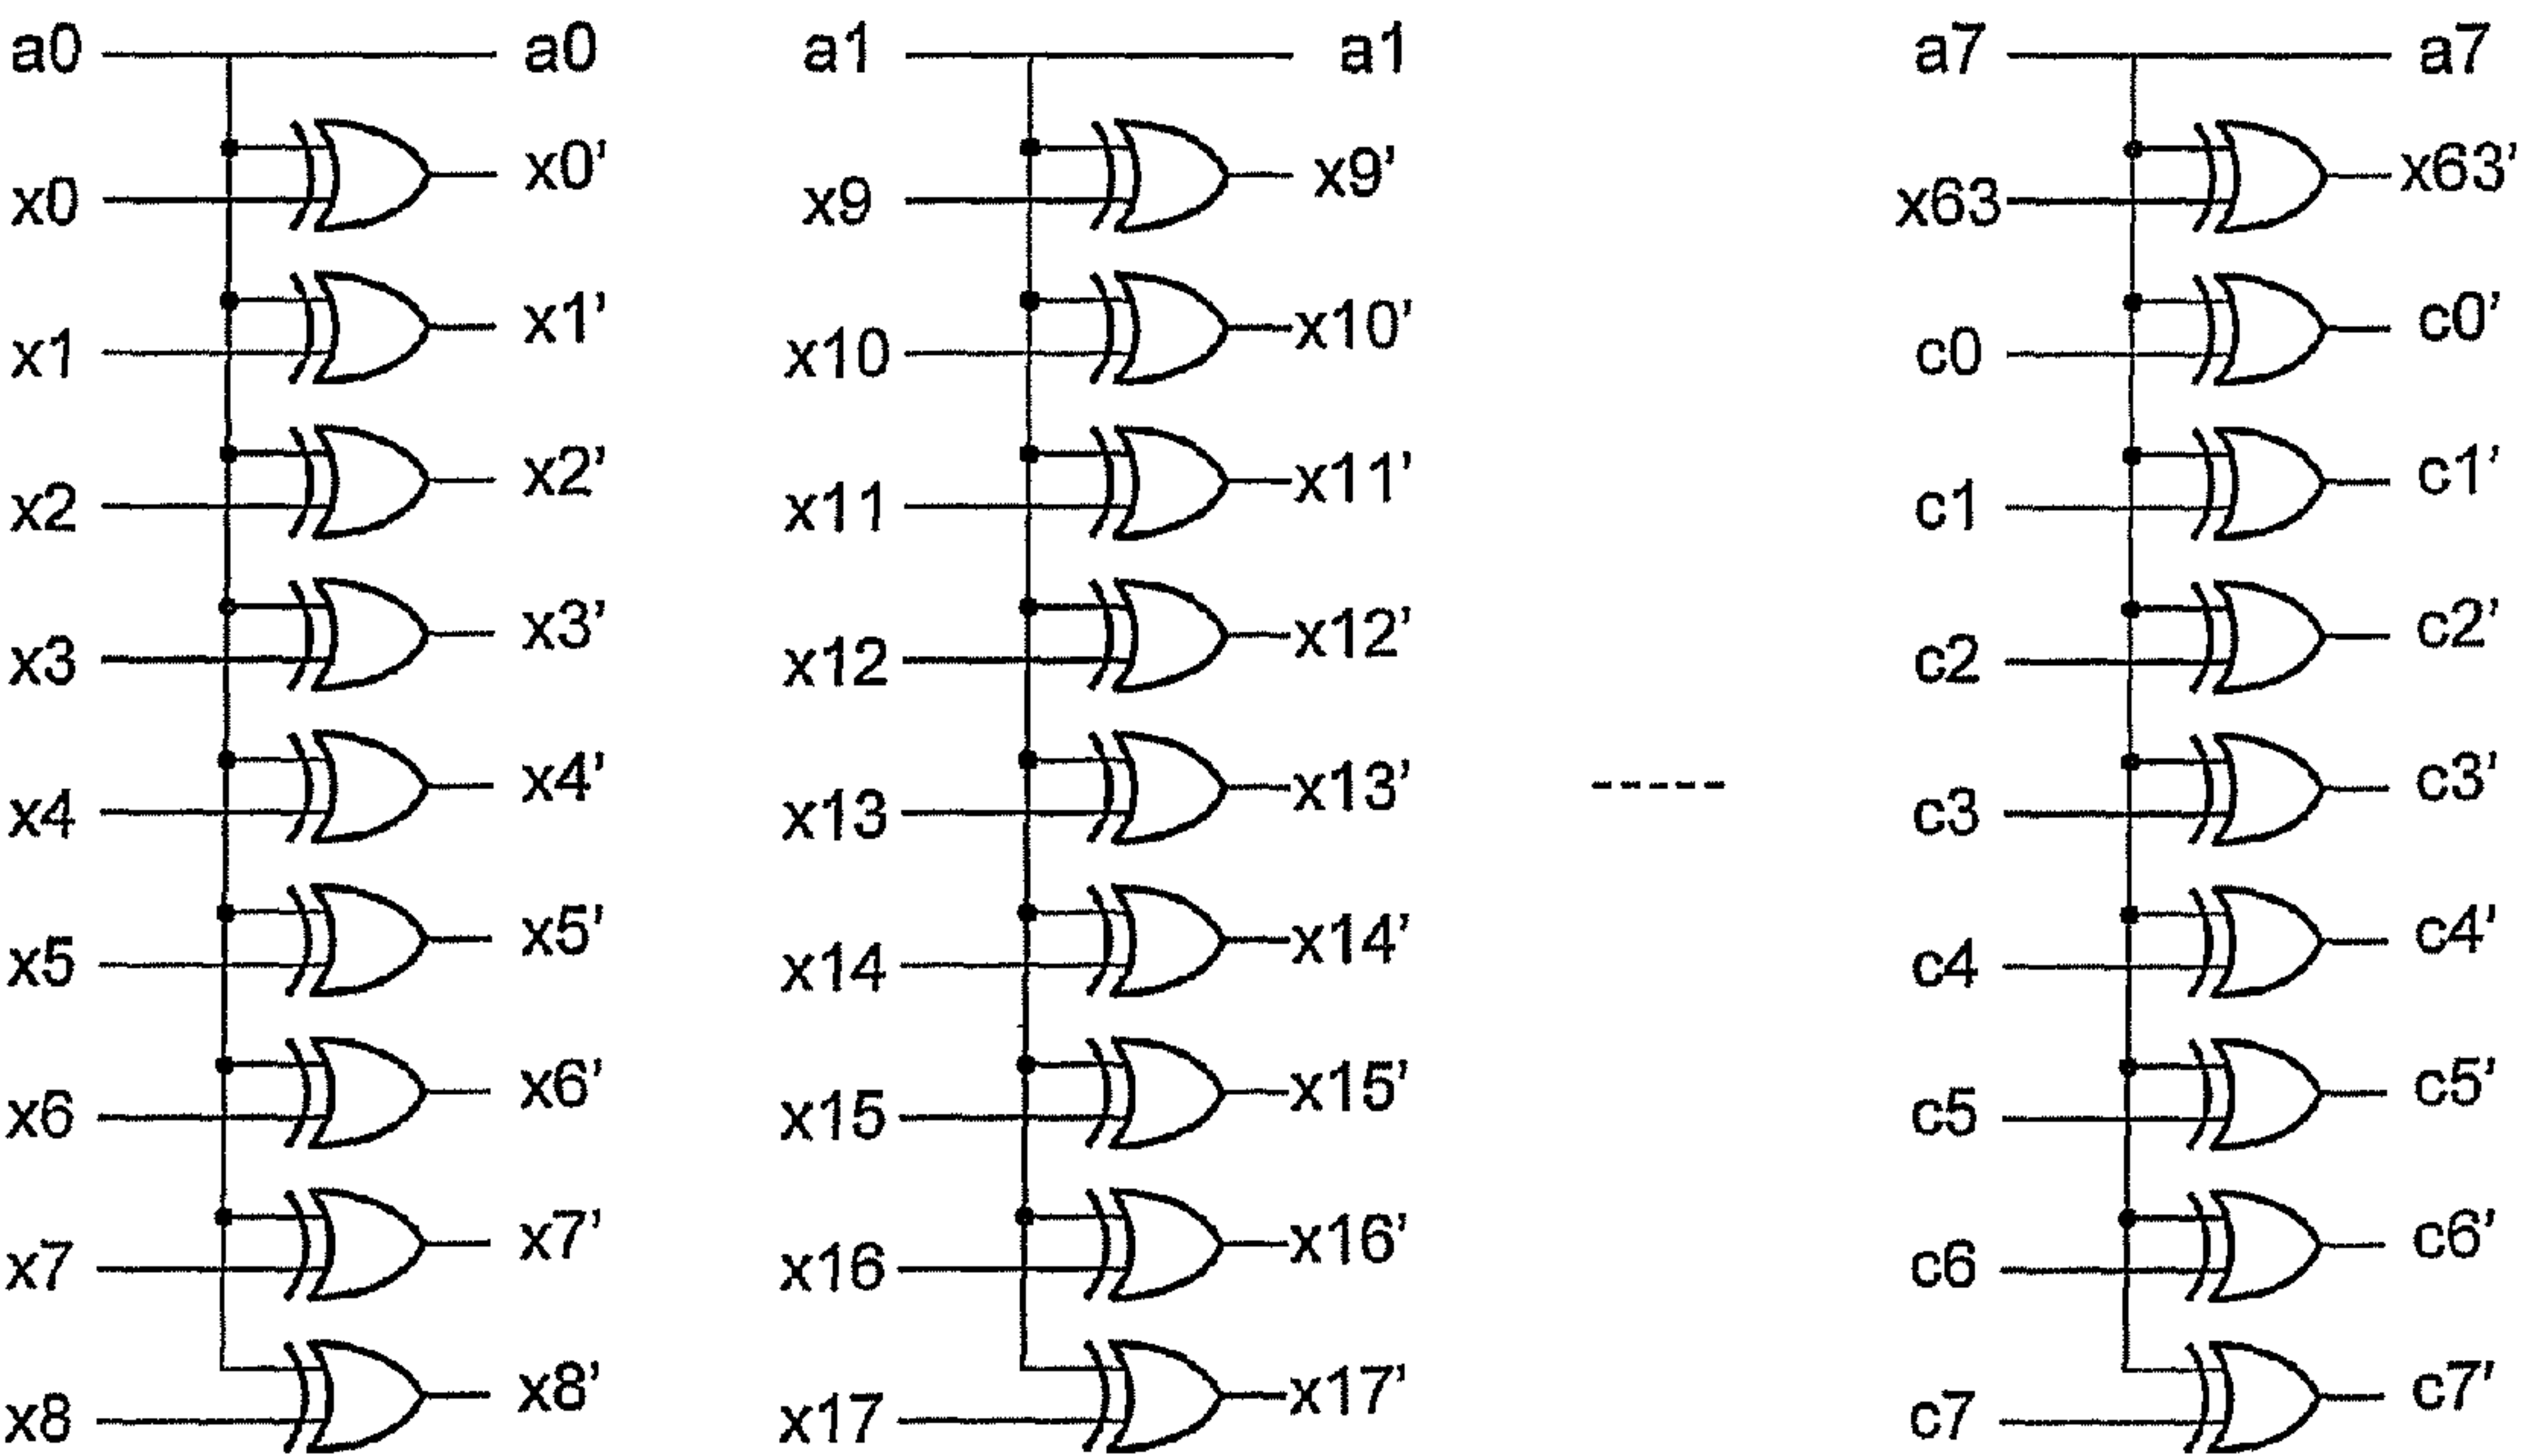 a0 a0
x0 x0'
x1 x1'
x2 x2'
x3 x3'
x4 x4'
x5 x5'
x6 x6'
x7 x7'
x8 x8'
a1 a1
x9 x9'
x10 x10'
x11 x11'
x12 x12'
x13 x13'
x14 x14'
x15 x15'
x16 x16'
x17 x17'
-----
a7 a7
x63 x63'
c0 c0'
c1 c1'
c2 c2'
c3 c3'
c4 c4'
c5 c5'
c6 c6'
c7 c7'